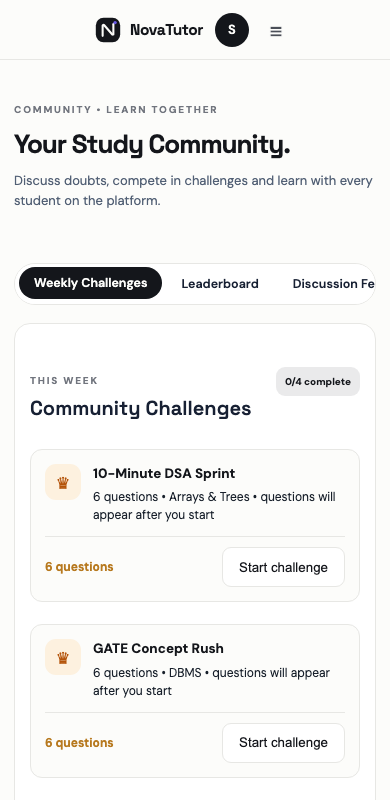 NovaTutor
S
COMMUNITY • LEARN TOGETHER
Your Study Community.
Discuss doubts, compete in challenges and learn with every
student on the platform.
Weekly Challenges
Leaderboard
Discussion Fe
THIS WEEK
0/4 complete
Community Challenges
10-Minute DSA Sprint
6 questions • Arrays & Trees • questions will
appear after you start
6 questions
Start challenge
GATE Concept Rush
6 questions • DBMS • questions will appear
after you start
6 questions
Start challenge